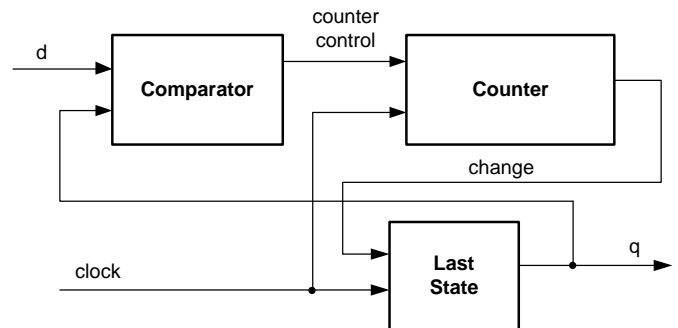 counter
control
d
Comparator
Counter
change
clock
Last
State
q